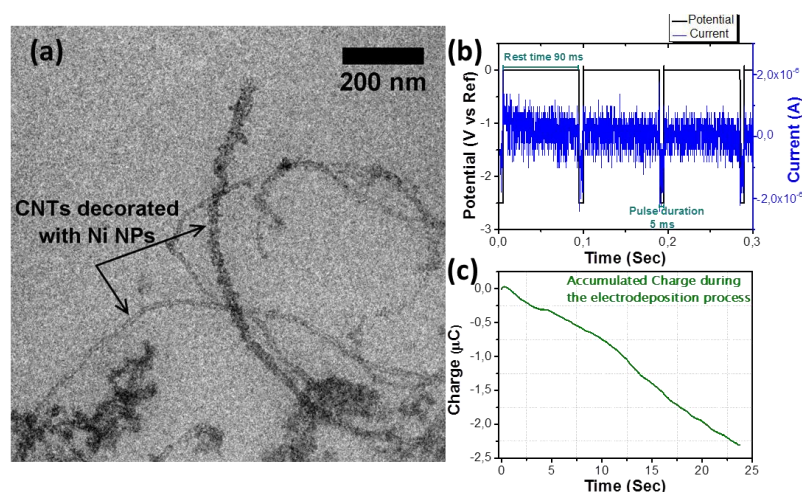 (a)
200 nm
CNTs decorated
with Ni NPs
(b)
Potential
Current
Rest time 90 ms
Pulse duration
5 ms
Potential (V vs Ref)
0
-1
-2
-3
Current (A)
2,0x10⁻⁶
0,0
-2,0x10⁻⁶
0,0
0,1
0,2
0,3
Time (Sec)
(c)
Accumulated Charge during
the electrodeposition process
Charge (μC)
0,0
-0,5
-1,0
-1,5
-2,0
-2,5
0
5
10
15
20
25
Time (Sec)